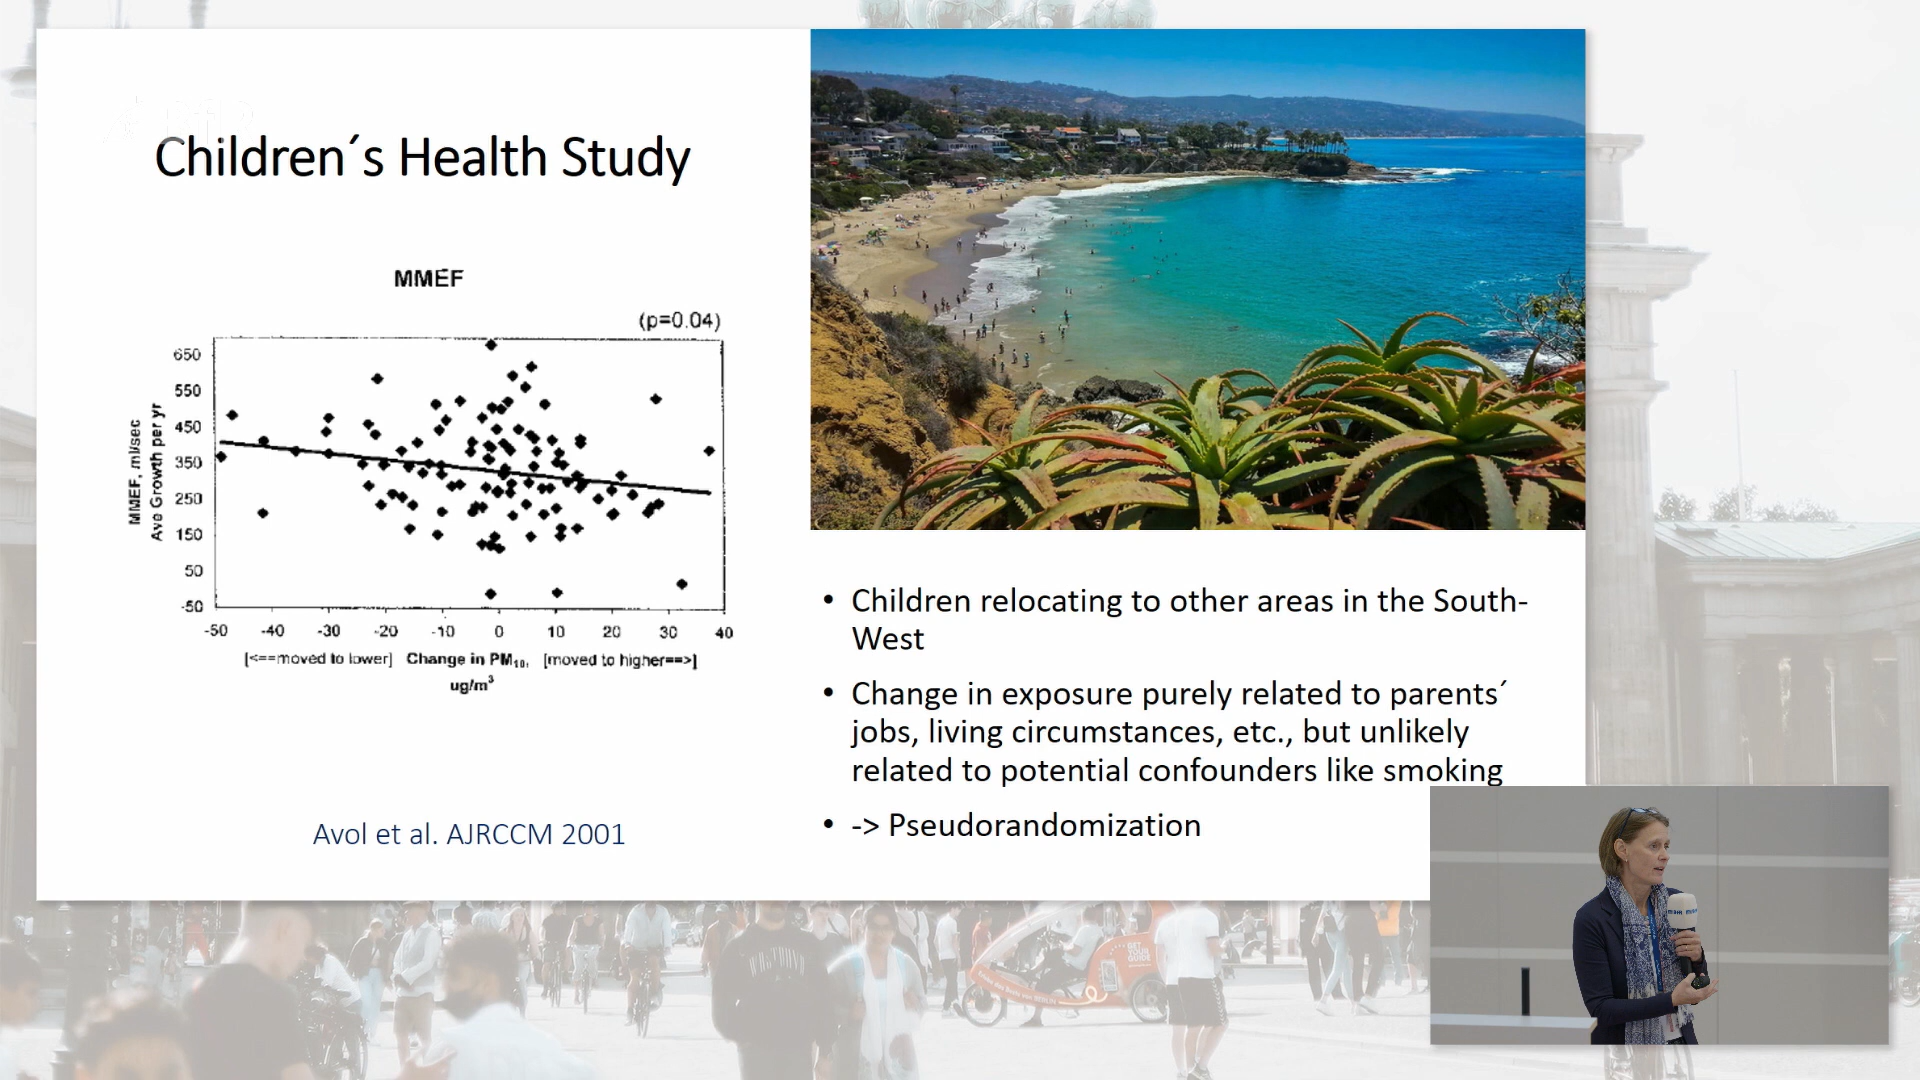 Children´s Health Study
MMEF
(p=0.04)
MMEF, ml/sec
Ave Growth per yr
650
550
450
350
250
150
50
-50
-50 -40 -30 -20 -10 0 10 20 30 40
[<==moved to lower] Change in PM10, [moved to higher==>]
ug/m3
Avol et al. AJRCCM 2001
• Children relocating to other areas in the South-
West
• Change in exposure purely related to parents´
jobs, living circumstances, etc., but unlikely
related to potential confounders like smoking
• -> Pseudorandomization
GET
YOUR
GUIDE